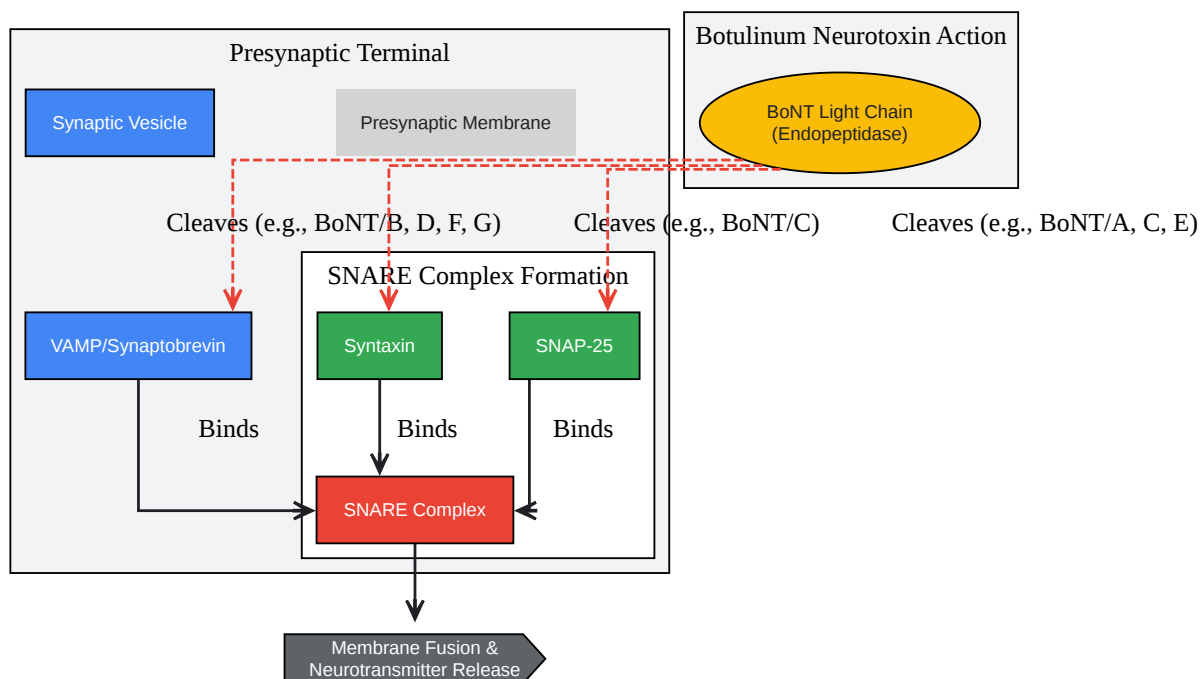 Botulinum Neurotoxin Action
Presynaptic Terminal
Synaptic Vesicle
Presynaptic Membrane
BoNT Light Chain
(Endopeptidase)
Cleaves (e.g., BoNT/B, D, F, G)
Cleaves (e.g., BoNT/C)
Cleaves (e.g., BoNT/A, C, E)
SNARE Complex Formation
VAMP/Synaptobrevin
Syntaxin
SNAP-25
Binds
Binds
Binds
SNARE Complex
Membrane Fusion &
Neurotransmitter Release